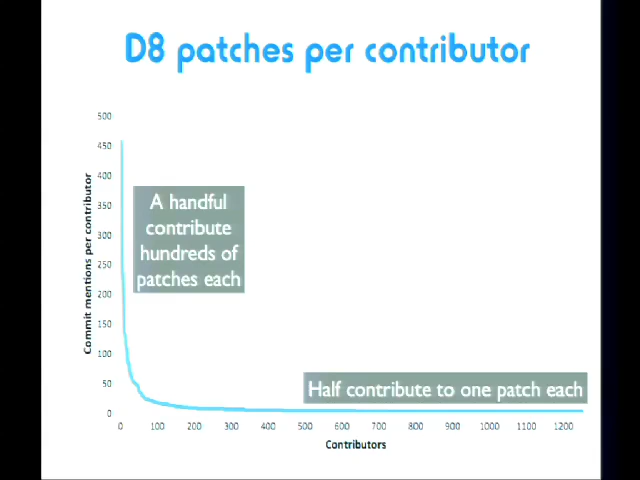 D8 patches per contributor
500
450
400
350
300
250
200
150
100
50
0
Commit mentions per contributor
A handful
contribute
hundreds of
patches each
Half contribute to one patch each
0 100 200 300 400 500 600 700 800 900 1000 1100 1200
Contributors